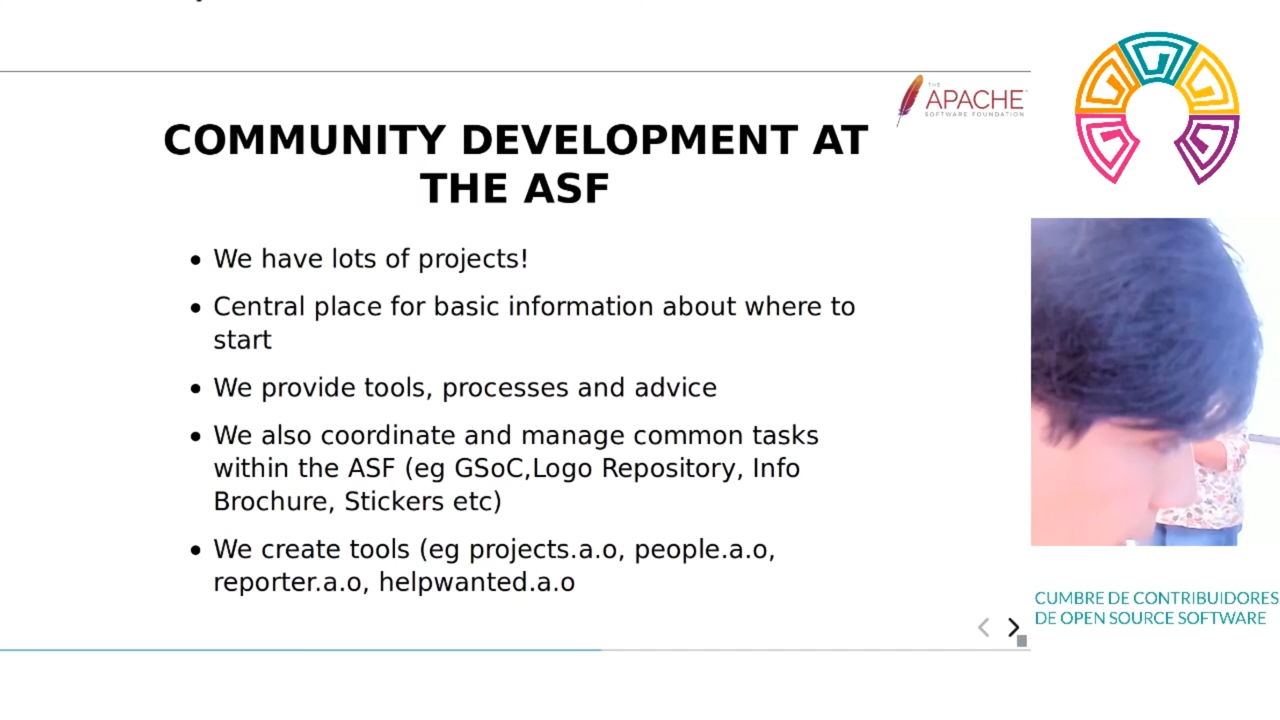 THE
APACHE
SOFTWARE FOUNDATION
COMMUNITY DEVELOPMENT AT
THE ASF
• We have lots of projects!
• Central place for basic information about where to
start
• We provide tools, processes and advice
• We also coordinate and manage common tasks
within the ASF (eg GSoC,Logo Repository, Info
Brochure, Stickers etc)
• We create tools (eg projects.a.o, people.a.o,
reporter.a.o, helpwanted.a.o
CUMBRE DE CONTRIBUIDORES
DE OPEN SOURCE SOFTWARE